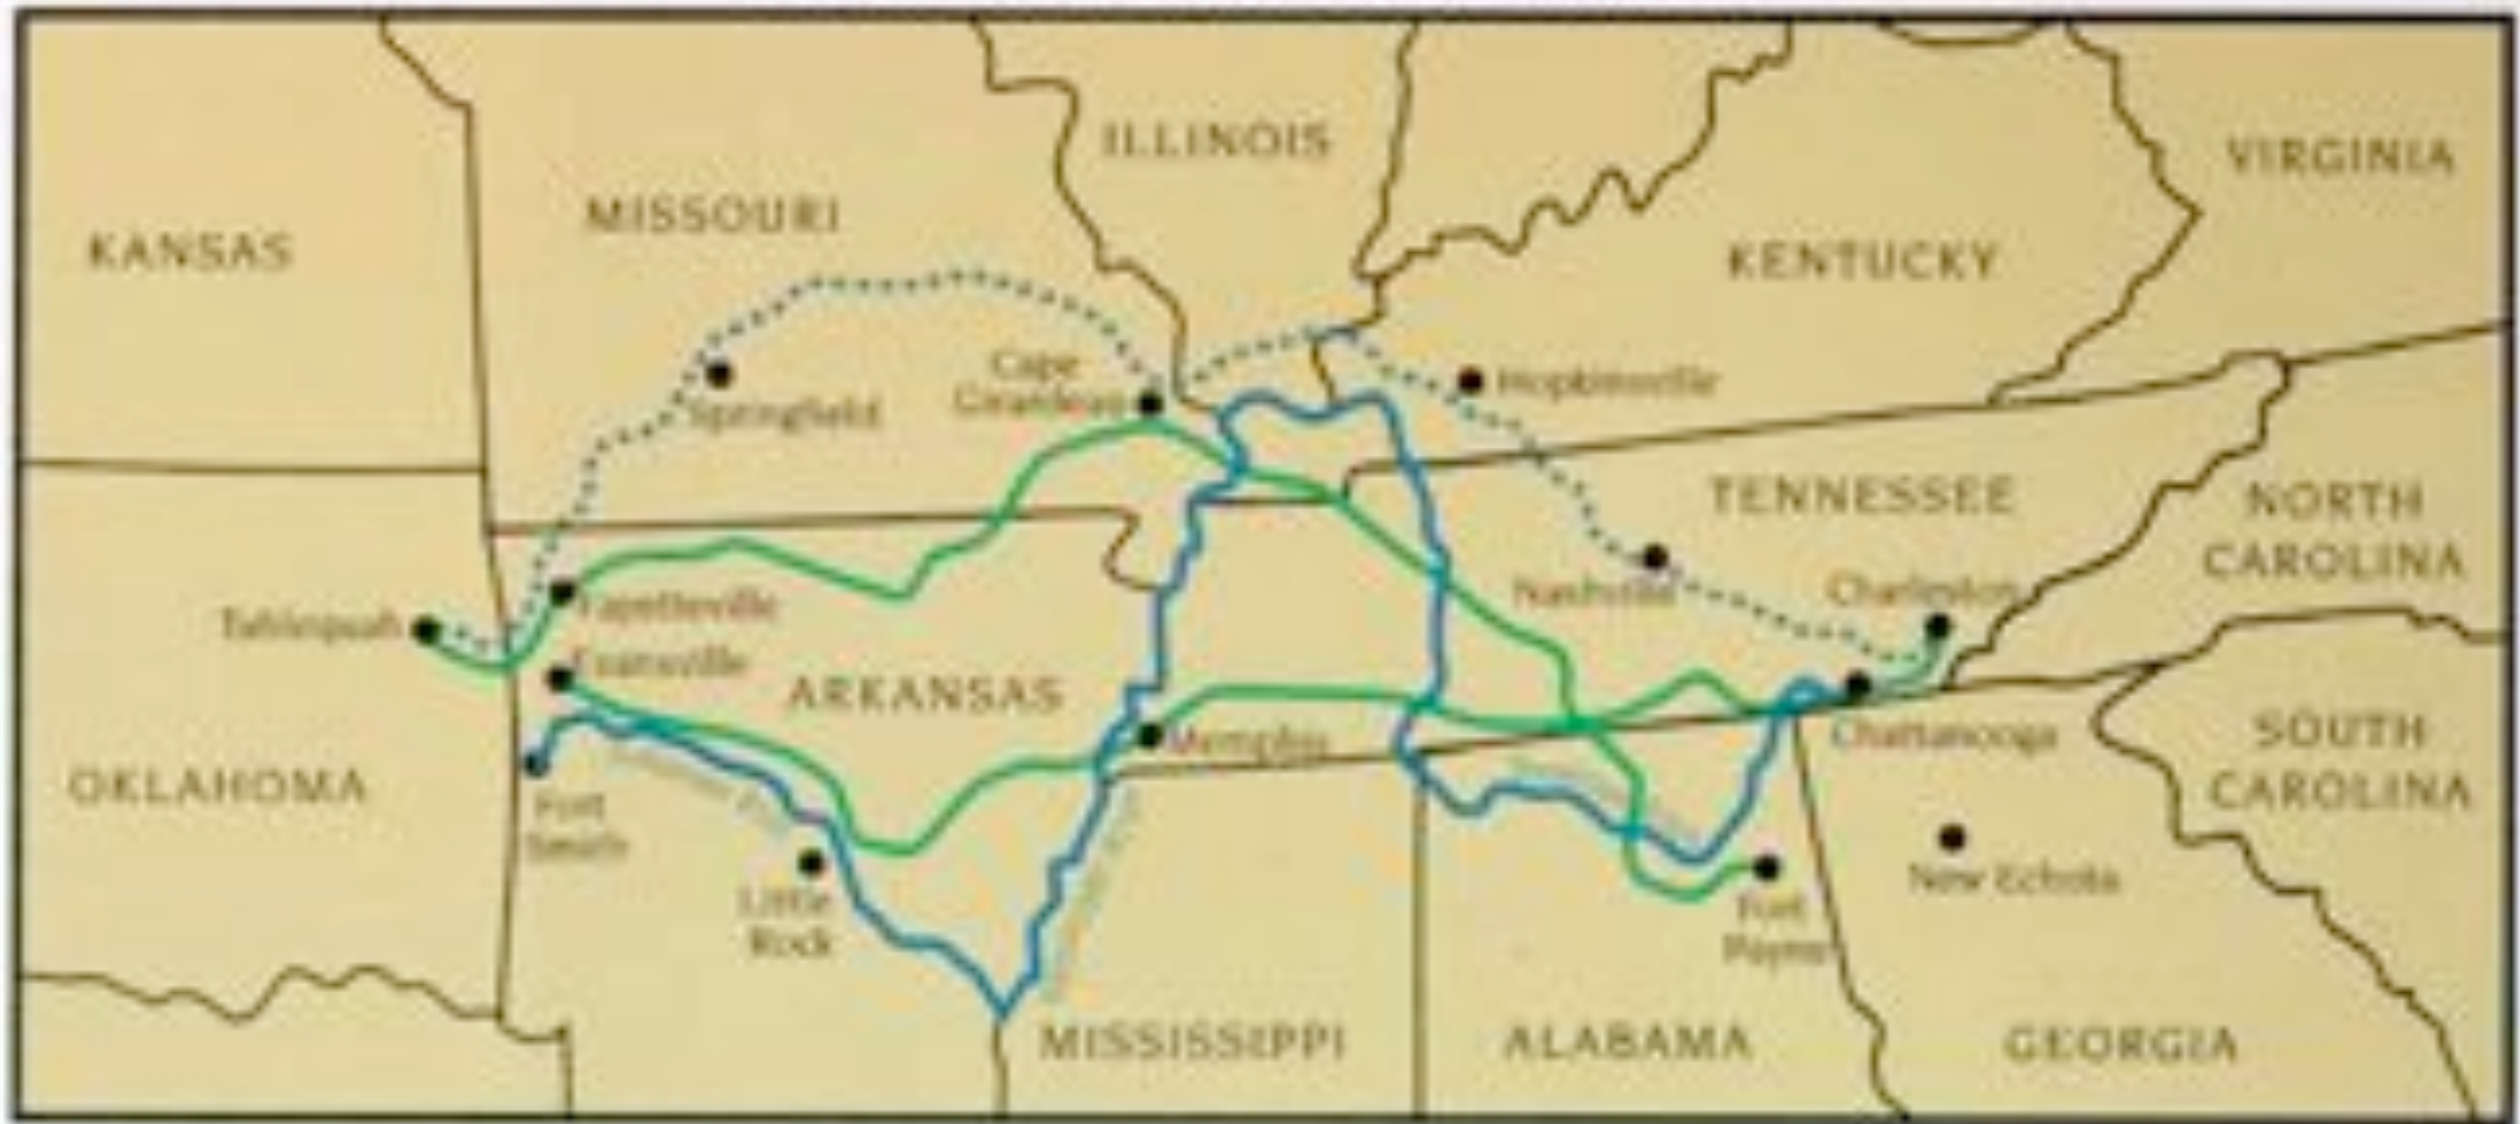 ILLINOIS
VIRGINIA
MISSOURI
KANSAS
KENTUCKY
Cape
Girardeau
Hopkinsville
Springfield
TENNESSEE
NORTH
CAROLINA
Nashville
Charleston
Fayetteville
Tahlequah
Evansville
ARKANSAS
Memphis
Chattanooga
SOUTH
CAROLINA
OKLAHOMA
Fort
Smith
Little
Rock
New Echota
Fort
Payne
MISSISSIPPI
ALABAMA
GEORGIA